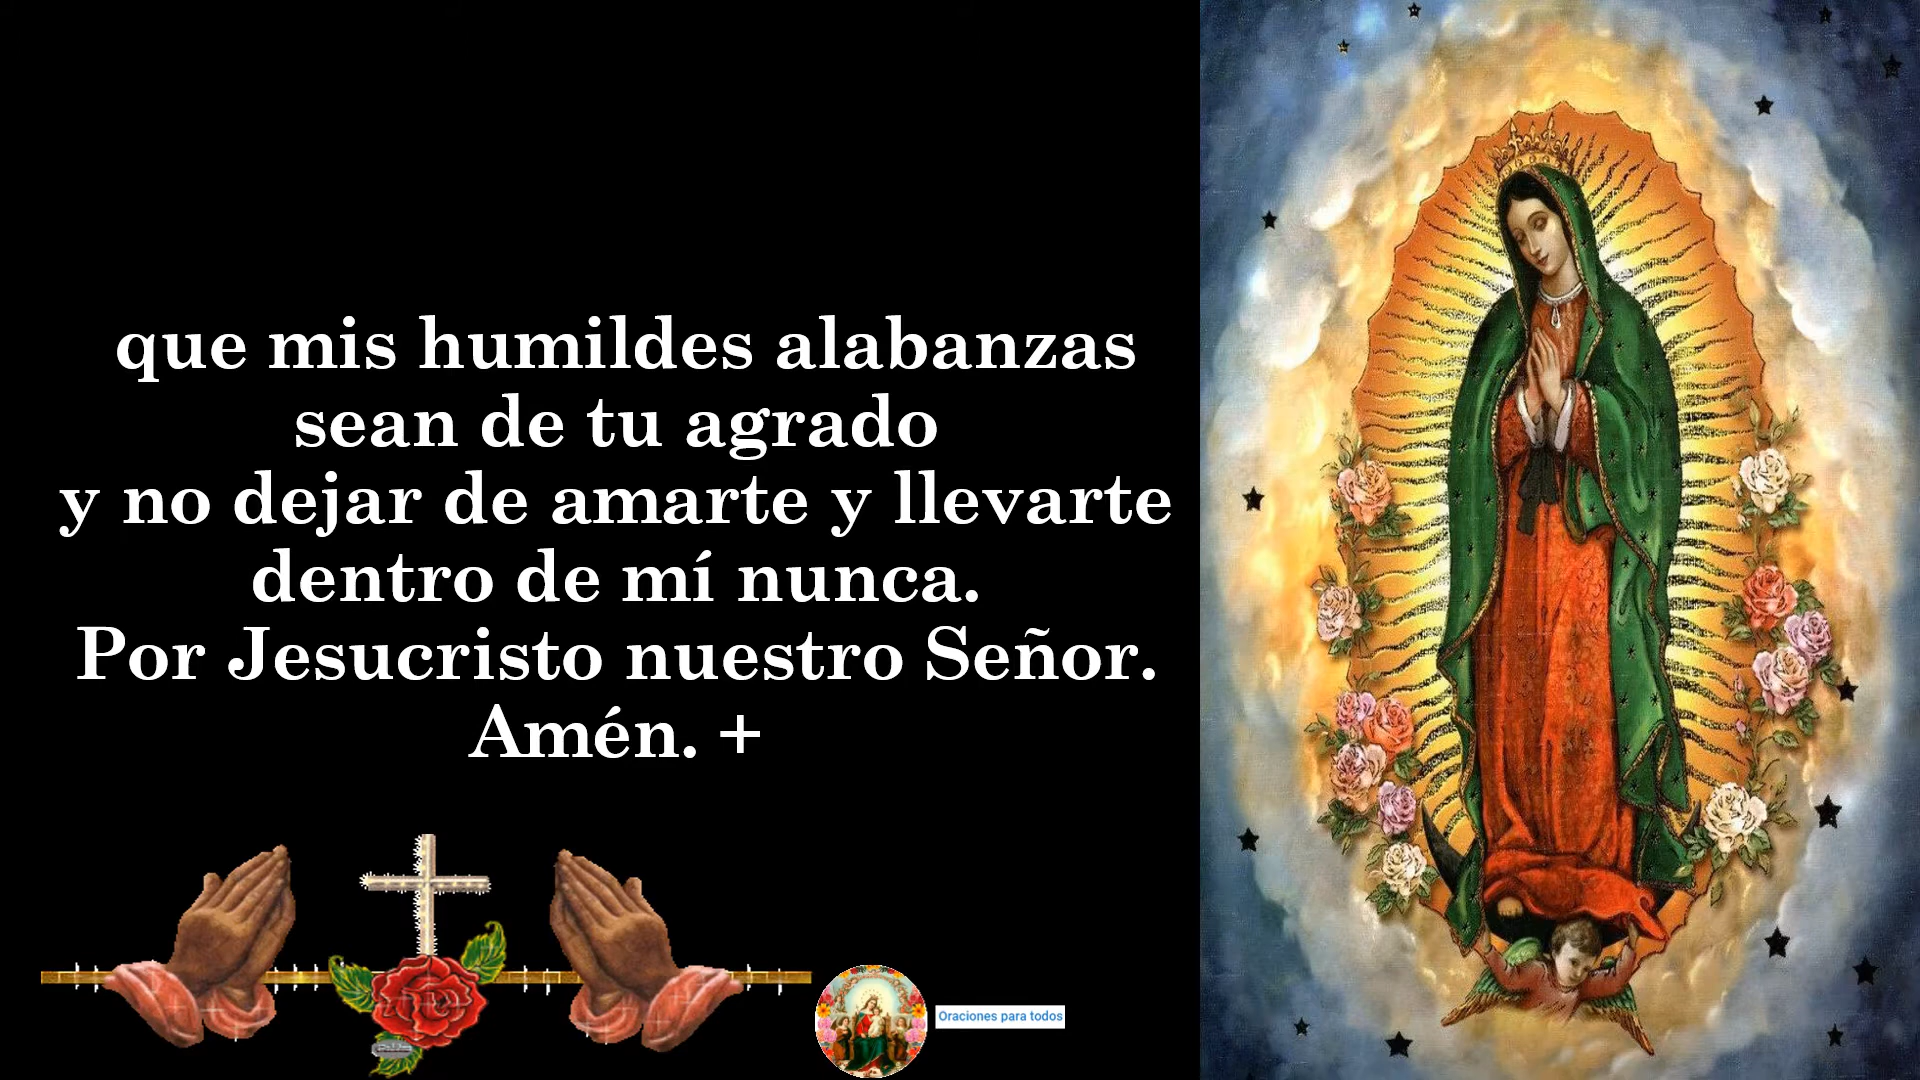 que mis humildes alabanzas
sean de tu agrado
y no dejar de amarte y llevarte
dentro de mí nunca.
Por Jesucristo nuestro Señor.
Amén. +
Oraciones para todos